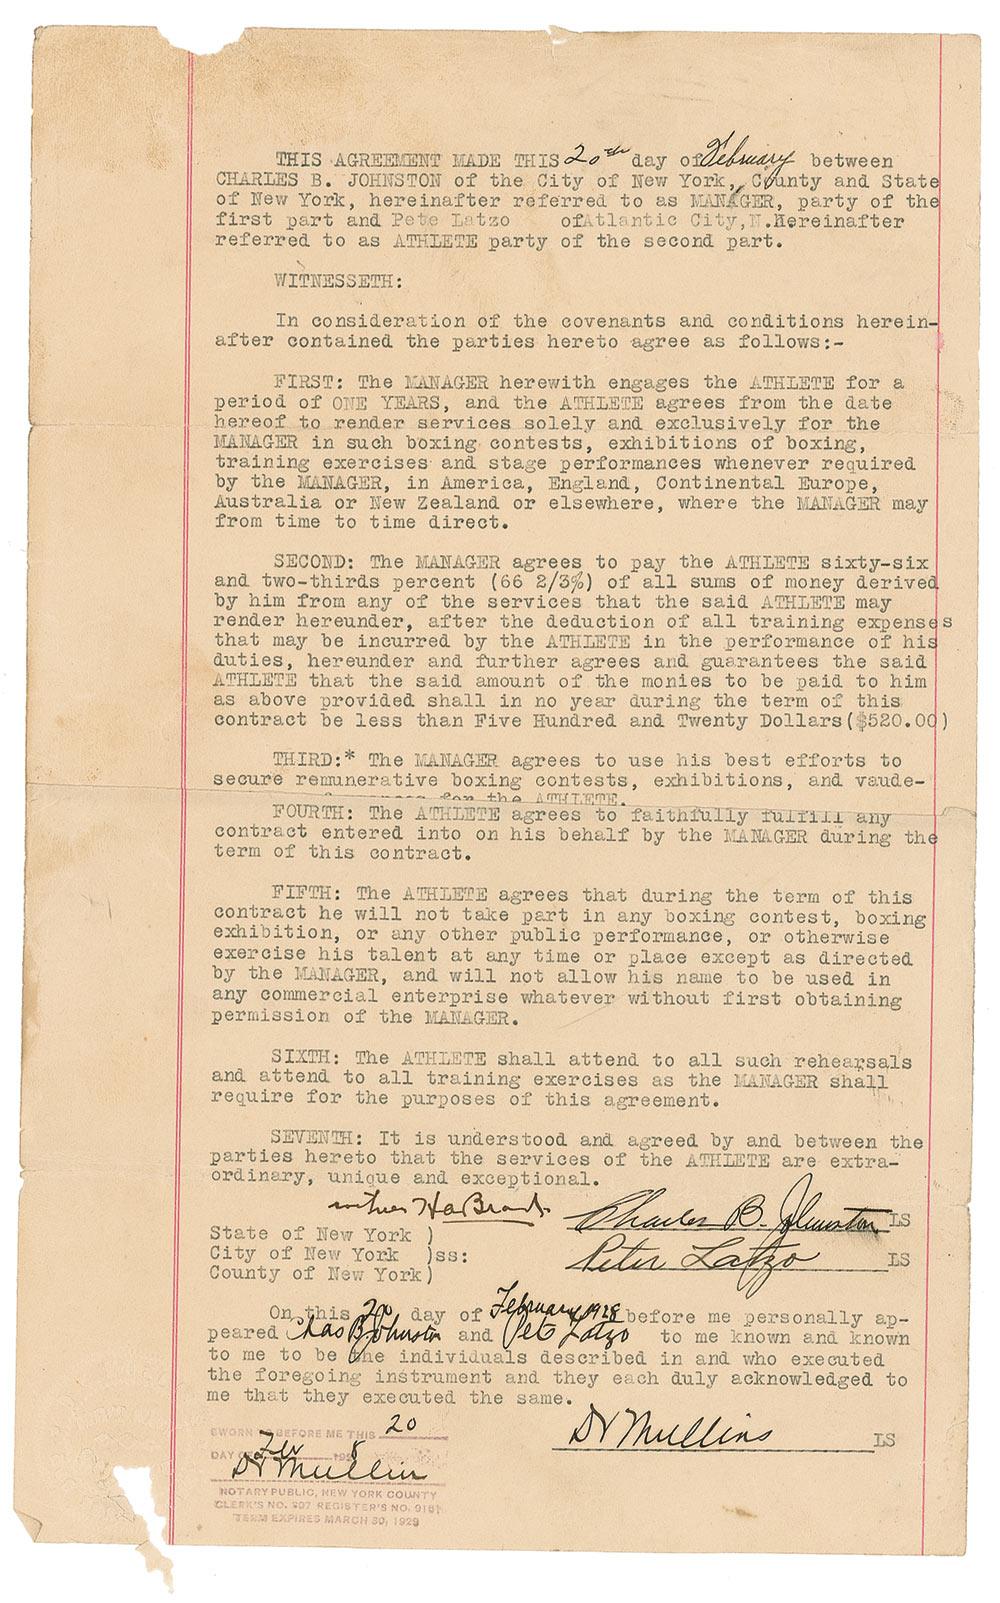 THIS AGREEMENT MADE THIS 20th day of February between
CHARLES B. JOHNSTON of the City of New York, County and State
of New York, hereinafter referred to as MANAGER, party of the
first part and Pete Latzo ofAtlantic City,N.Hereinafter
referred to as ATHLETE party of the second part.
WITNESSETH:
In consideration of the covenants and conditions herein-
after contained the parties hereto agree as follows:-
FIRST: The MANAGER herewith engages the ATHLETE for a
period of ONE YEARS, and the ATHLETE agrees from the date
hereof to render services solely and exclusively for the
MANAGER in such boxing contests, exhibitions of boxing,
training exercises and stage performances whenever required
by the MANAGER, in America, England, Continental Europe,
Australia or New Zealand or elsewhere, where the MANAGER may
from time to time direct.
SECOND: The MANAGER agrees to pay the ATHLETE sixty-six
and two-thirds percent (66 2/3%) of all sums of money derived
by him from any of the services that the said ATHLETE may
render hereunder, after the deduction of all training expenses
that may be incurred by the ATHLETE in the performance of his
duties, hereunder and further agrees and guarantees the said
ATHLETE that the said amount of the monies to be paid to him
as above provided shall in no year during the term of this
contract be less than Five Hundred and Twenty Dollars($520.00)
THIRD:* The MANAGER agrees to use his best efforts to
secure remunerative boxing contests, exhibitions, and vaude-
for the ATHLETE.
FOURTH: The ATHLETE agrees to faithfully fulfill any
contract entered into on his behalf by the MANAGER during the
term of this contract.
FIFTH: The ATHLETE agrees that during the term of this
contract he will not take part in any boxing contest, boxing
exhibition, or any other public performance, or otherwise
exercise his talent at any time or place except as directed
by the MANAGER, and will not allow his name to be used in
any commercial enterprise whatever without first obtaining
permission of the MANAGER.
SIXTH: The ATHLETE shall attend to all such rehearsals
and attend to all training exercises as the MANAGER shall
require for the purposes of this agreement.
SEVENTH: It is understood and agreed by and between the
parties hereto that the services of the ATHLETE are extra-
ordinary, unique and exceptional.
Charles B. Johnston LS
State of New York )
City of New York )ss:
Peter Latzo LS
County of New York)
On this 20 day of February 1928 before me personally ap-
peared Chas B Johnston and Pete Latzo to me known and known
to me to be the individuals described in and who executed
the foregoing instrument and they each duly acknowledged to
me that they executed the same.
SWORN TO BEFORE ME THIS 20
DAY OF 1928
D V Mullins LS
D V Mullins
NOTARY PUBLIC, NEW YORK COUNTY
CLERK'S NO. REGISTER'S NO.
TERM EXPIRES MARCH 30, 1929